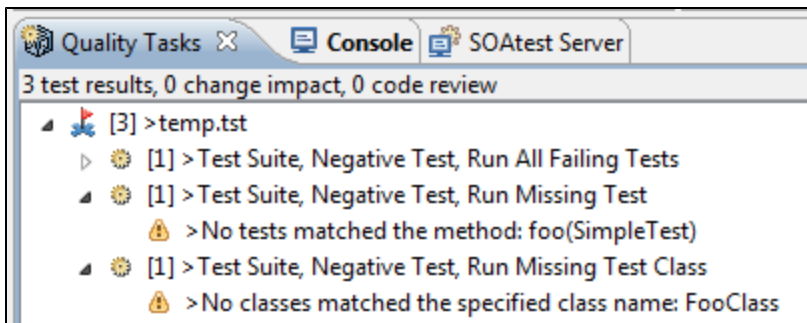 Quality Tasks Console SOAtest Server
3 test results, 0 change impact, 0 code review
[3] >temp.tst
[1] >Test Suite, Negative Test, Run All Failing Tests
[1] >Test Suite, Negative Test, Run Missing Test
>No tests matched the method: foo(SimpleTest)
[1] >Test Suite, Negative Test, Run Missing Test Class
>No classes matched the specified class name: FooClass